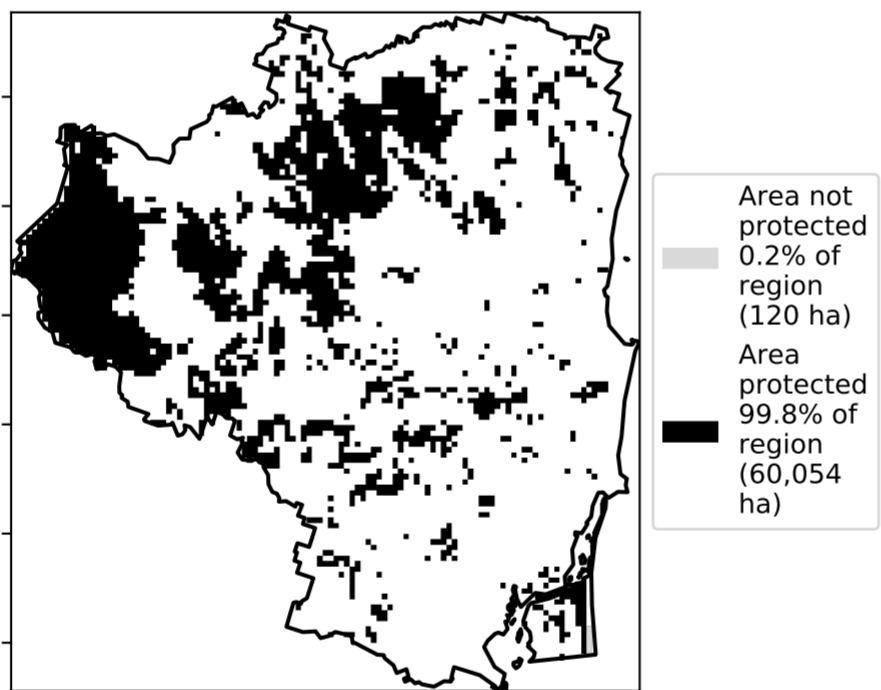 Area not
protected
0.2% of
region
(120 ha)
Area
protected
99.8% of
region
(60,054
ha)